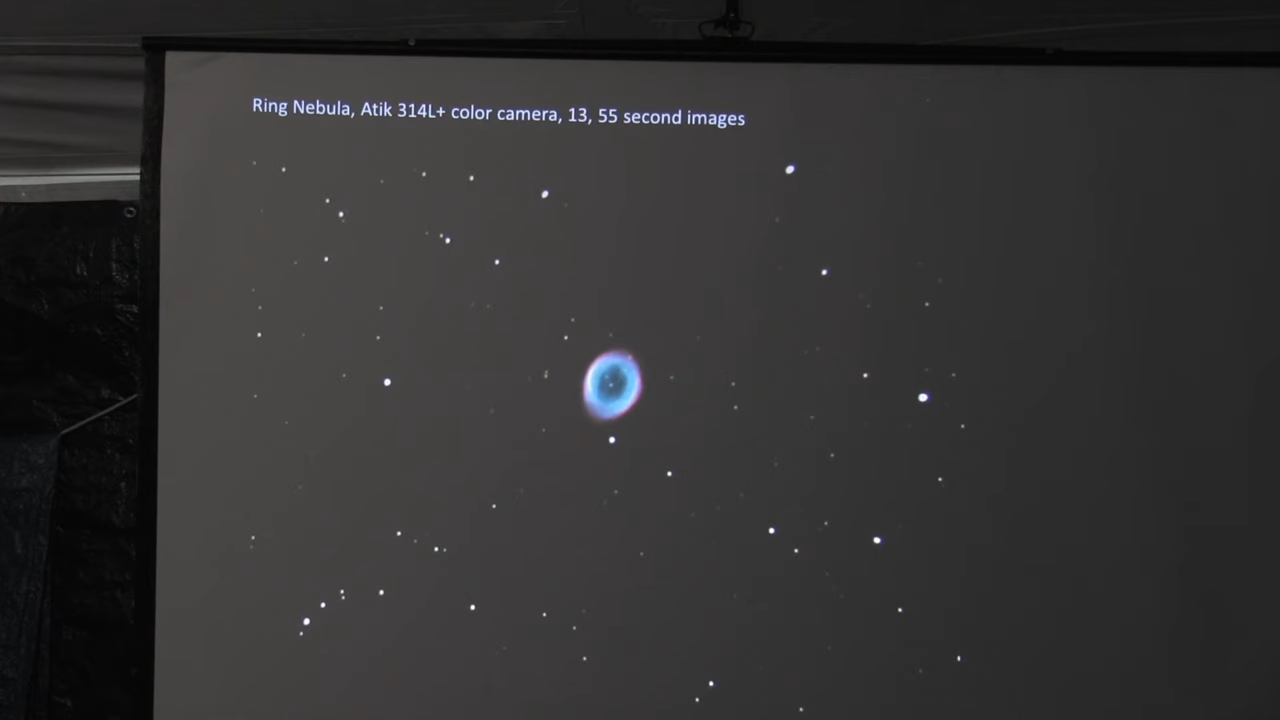 Ring Nebula, Atik 314L+ color camera, 13, 55 second images